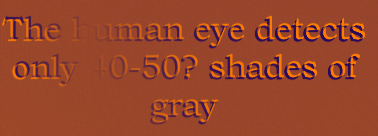 The human eye detects
only 40-50? shades of
gray